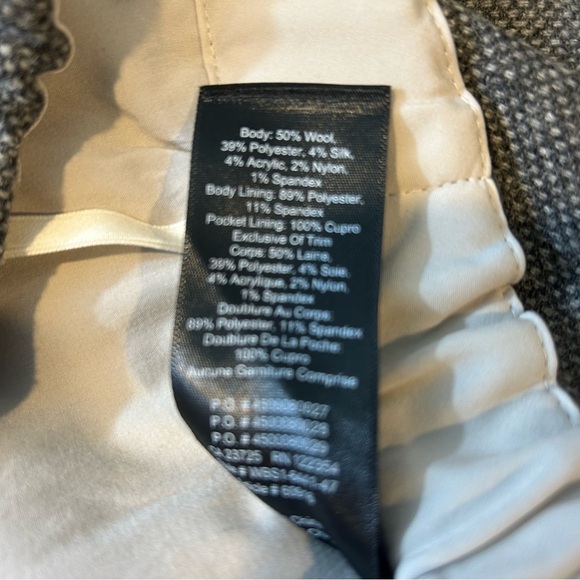 Body: 50% Wool,
39% Polyester, 4% Silk,
4% Acrylic, 2% Nylon,
1% Spandex
Body Lining: 89% Polyester,
11% Spandex
Pocket Lining: 100% Cupro
Exclusive Of Trim
Corps: 50% Laina,
39% Polyester, 4% Soie,
4% Acrylique, 2% Nylon,
1% Spandex
Doublure Au Corps:
89% Polyester, 11% Spandex
Doublure De La Poche:
100% Cupro
Aucune Garniture Comprise
P.O. #
P.O. #
P.O. #
23725 RN